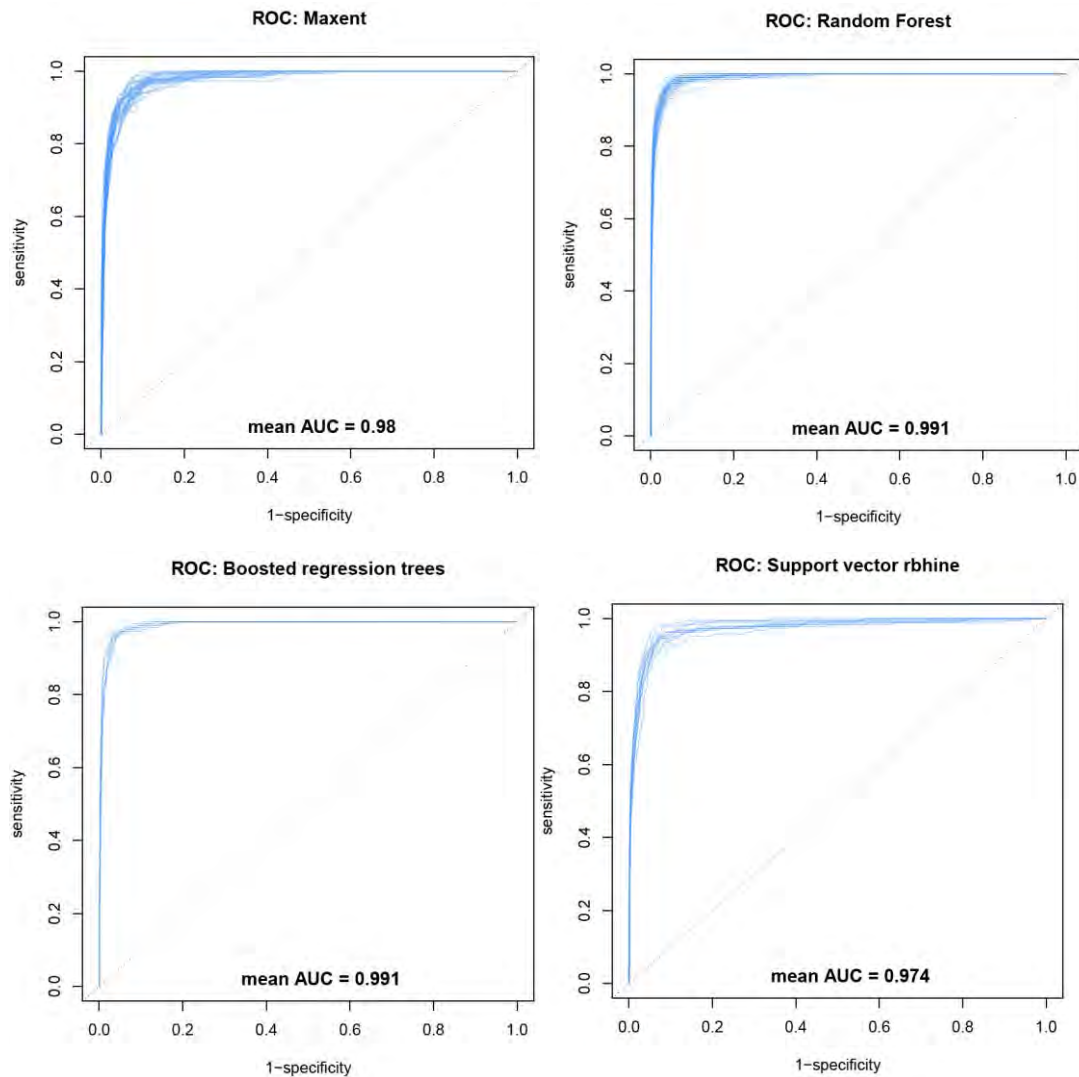 ROC: Maxent
sensitivity
1.0
0.8
0.6
0.4
0.2
0.0
mean AUC = 0.98
0.0 0.2 0.4 0.6 0.8 1.0
1−specificity
ROC: Random Forest
sensitivity
1.0
0.8
0.6
0.4
0.2
0.0
mean AUC = 0.991
0.0 0.2 0.4 0.6 0.8 1.0
1−specificity
ROC: Boosted regression trees
sensitivity
1.0
0.8
0.6
0.4
0.2
0.0
mean AUC = 0.991
0.0 0.2 0.4 0.6 0.8 1.0
1−specificity
ROC: Support vector rbhine
sensitivity
1.0
0.8
0.6
0.4
0.2
0.0
mean AUC = 0.974
0.0 0.2 0.4 0.6 0.8 1.0
1−specificity